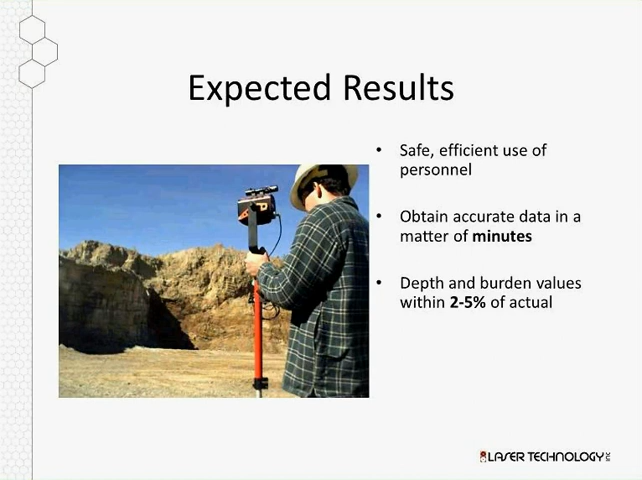 Expected Results
• Safe, efficient use of
personnel
• Obtain accurate data in a
matter of minutes
• Depth and burden values
within 2-5% of actual
LASER TECHNOLOGY INC